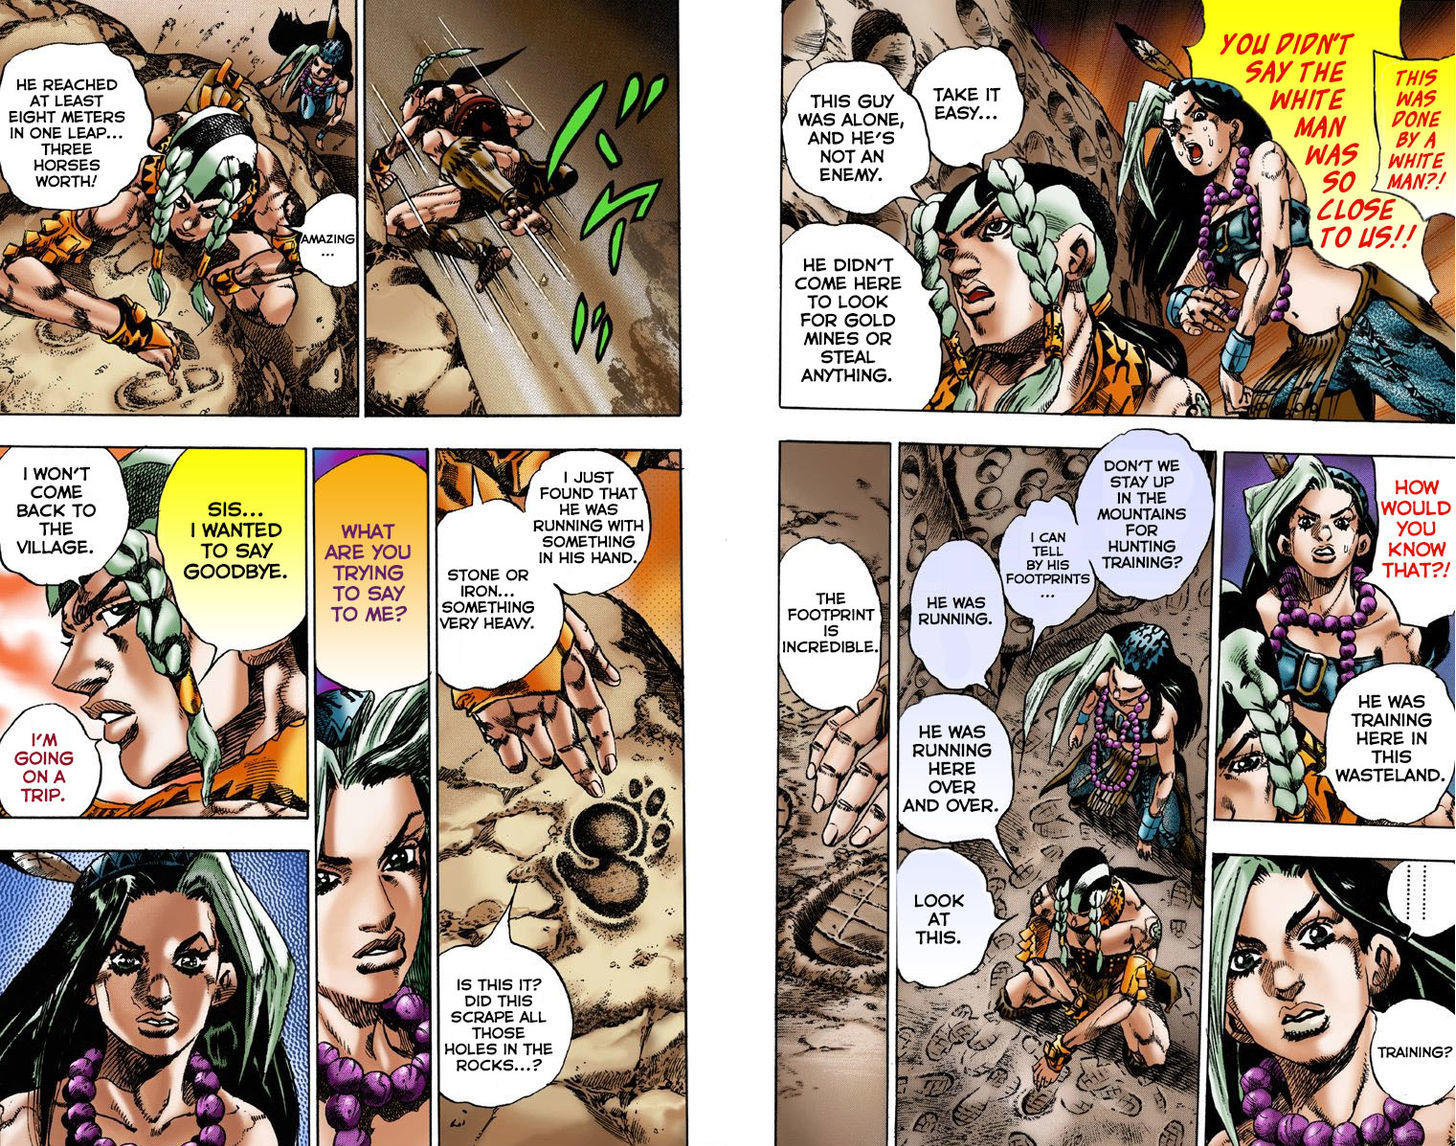 THIS
WAS
DONE
BY A
WHITE
MAN?!
YOU DIDN'T
SAY THE
WHITE
MAN
WAS
SO
CLOSE
TO US!!
TAKE IT
EASY...
THIS GUY
WAS ALONE,
AND HE'S
NOT AN
ENEMY.
HE DIDN'T
COME HERE
TO LOOK
FOR GOLD
MINES OR
STEAL
ANYTHING.
HOW
WOULD
YOU
KNOW
THAT?!
HE WAS
TRAINING
HERE IN
THIS
WASTELAND.
TRAINING?
DON'T WE
STAY UP
IN THE
MOUNTAINS
FOR
HUNTING
TRAINING?
I CAN
TELL
BY HIS
FOOTPRINTS
...
HE WAS
RUNNING.
HE WAS
RUNNING
HERE
OVER
AND OVER.
LOOK
AT
THIS.
THE
FOOTPRINT
IS
INCREDIBLE.
HE REACHED
AT LEAST
EIGHT METERS
IN ONE LEAP...
THREE
HORSES
WORTH!
AMAZING
...
I JUST
FOUND THAT
HE WAS
RUNNING WITH
SOMETHING
IN HIS HAND.
STONE OR
IRON...
SOMETHING
VERY HEAVY.
IS THIS IT?
DID THIS
SCRAPE ALL
THOSE
HOLES IN THE
ROCKS...?
WHAT
ARE YOU
TRYING
TO SAY
TO ME?
SIS...
I WANTED
TO SAY
GOODBYE.
I WON'T
COME
BACK TO
THE
VILLAGE.
I'M
GOING
ON A
TRIP.